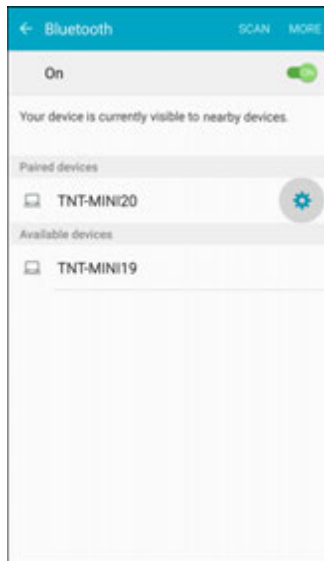 Bluetooth SCAN MORE
On ON
Your device is currently visible to nearby devices.
Paired devices
TNT-MINI20
Available devices
TNT-MINI19